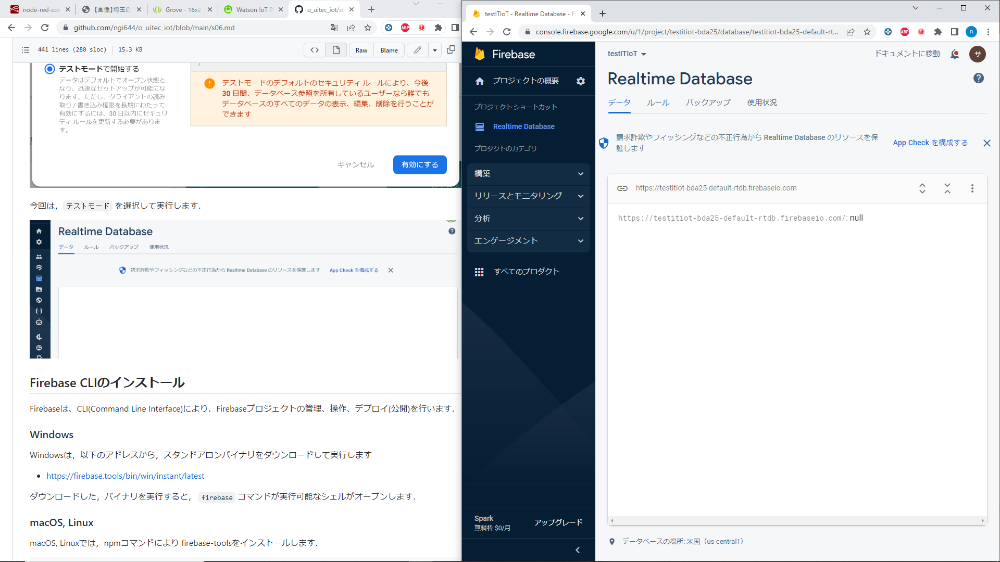 node-red-con
【画像】埼玉の
Grove - 16x2
Watson IoT P
o_uitec_iot/s0
github.com/ngi644/o_uitec_iot/blob/main/s06.md
441 lines (280 sloc)
15.3 KB
Raw
Blame
テストモードで開始する
データはデフォルトでオープン状態と
なり、迅速なセットアップが可能にな
ります。ただし、クライアントの読み
取り / 書き込み権限を長期にわたって
有効にするには、30 日以内にセキュリ
ティ ルールを更新する必要がありま
す。
テストモードのデフォルトのセキュリティ ルールにより、今後
30 日間、データベース参照を所有しているユーザーなら誰でも
データベースのすべてのデータの表示、編集、削除を行うことが
できます
キャンセル
有効にする
今回は， テストモード を選択して実行します．
Realtime Database
データ
ルール
バックアップ
使用状況
請求詐欺やフィッシングなどの不正行為から Realtime Database のリソースを保護します
App Check を構成する
Firebase CLIのインストール
Firebaseは、CLI(Command Line Interface)により、Firebaseプロジェクトの管理、操作、デプロイ(公開)を行います．
Windows
Windowsは，以下のアドレスから，スタンドアロンバイナリをダウンロードして実行します
https://firebase.tools/bin/win/instant/latest
ダウンロードした，バイナリを実行すると， firebase コマンドが実行可能なシェルがオープンします．
macOS, Linux
macOS, Linuxでは，npmコマンドにより firebase-toolsをインストールします．
testITIoT - Realtime Database - F
console.firebase.google.com/u/1/project/testitiot-bda25/database/testitiot-bda25-default-rt...
ABP
n
Firebase
プロジェクトの概要
プロジェクト ショートカット
Realtime Database
プロダクトのカテゴリ
構築
リリースとモニタリング
分析
エンゲージメント
すべてのプロダクト
Spark
無料枠 $0/月
アップグレード
testITIoT
ドキュメントに移動
サ
Realtime Database
データ
ルール
バックアップ
使用状況
請求詐欺やフィッシングなどの不正行為から Realtime Database のリソースを保
護します
App Check を構成する
https://testitiot-bda25-default-rtdb.firebaseio.com
https://testitiot-bda25-default-rtdb.firebaseio.com/: null
データベースの場所: 米国（us-central1）